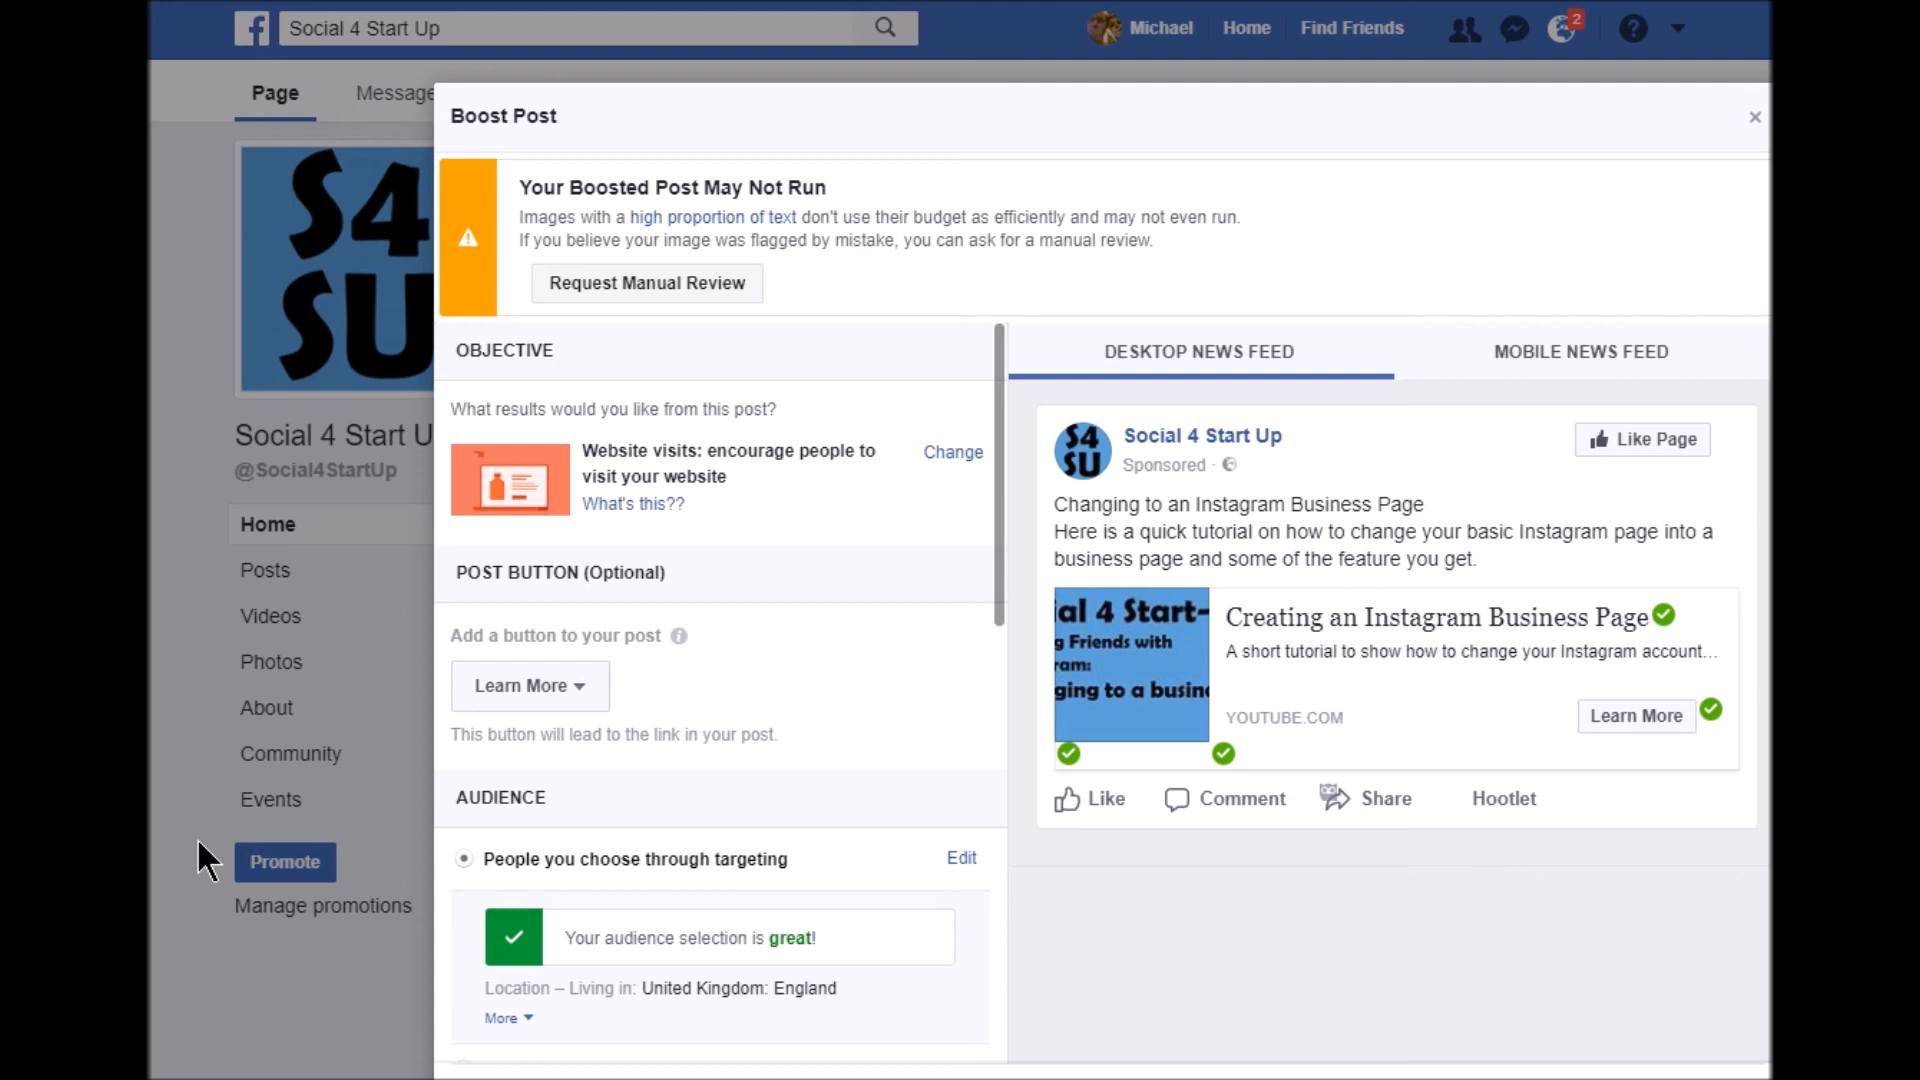 Social 4 Start Up
Michael
Home
Find Friends
2
?
Page
Message
Boost Post
×
S4
SU
Your Boosted Post May Not Run
Images with a high proportion of text don't use their budget as efficiently and may not even run.
If you believe your image was flagged by mistake, you can ask for a manual review.
Request Manual Review
Social 4 Start U
@Social4StartUp
Home
Posts
Videos
Photos
About
Community
Events
Promote
Manage promotions
OBJECTIVE
What results would you like from this post?
Website visits: encourage people to
visit your website
Change
What's this??
POST BUTTON (Optional)
Add a button to your post
Learn More
This button will lead to the link in your post.
AUDIENCE
People you choose through targeting
Edit
Your audience selection is great!
Location – Living in: United Kingdom: England
More
DESKTOP NEWS FEED
MOBILE NEWS FEED
S4
SU
Social 4 Start Up
Sponsored ·
Like Page
Changing to an Instagram Business Page
Here is a quick tutorial on how to change your basic Instagram page into a
business page and some of the feature you get.
ial 4 Start-
g Friends with
ram:
ging to a busin
Creating an Instagram Business Page
A short tutorial to show how to change your Instagram account...
YOUTUBE.COM
Learn More
Like
Comment
Share
Hootlet